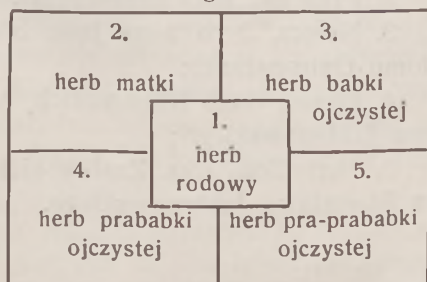 2.
herb matki
3.
herb babki
ojczystej
1.
herb
rodowy
4.
herb prababki
ojczystej
5.
herb pra-prababki
ojczystej